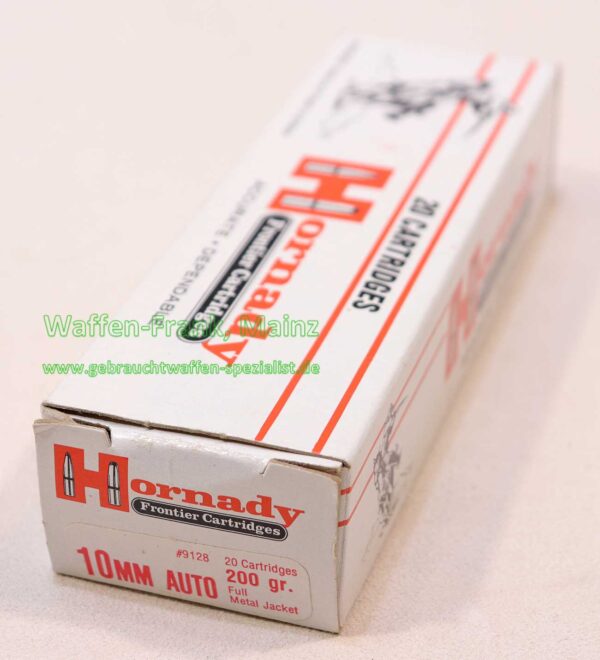 20 CARTRIDGES
Hornady
Frontier Cartridges
ACCURATE • DEPENDABLE
Waffen-Frank, Mainz
www.gebrauchtwaffen-spezialist.de
Hornady
Frontier Cartridges
#9128
20 Cartridges
10MM AUTO
200 gr.
Full
Metal Jacket